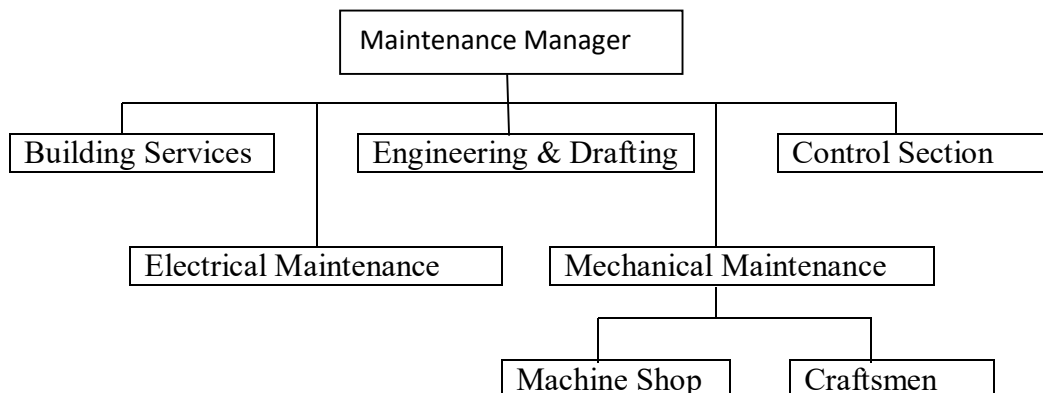 Maintenance Manager
Building Services
Engineering & Drafting
Control Section
Electrical Maintenance
Mechanical Maintenance
Machine Shop
Craftsmen